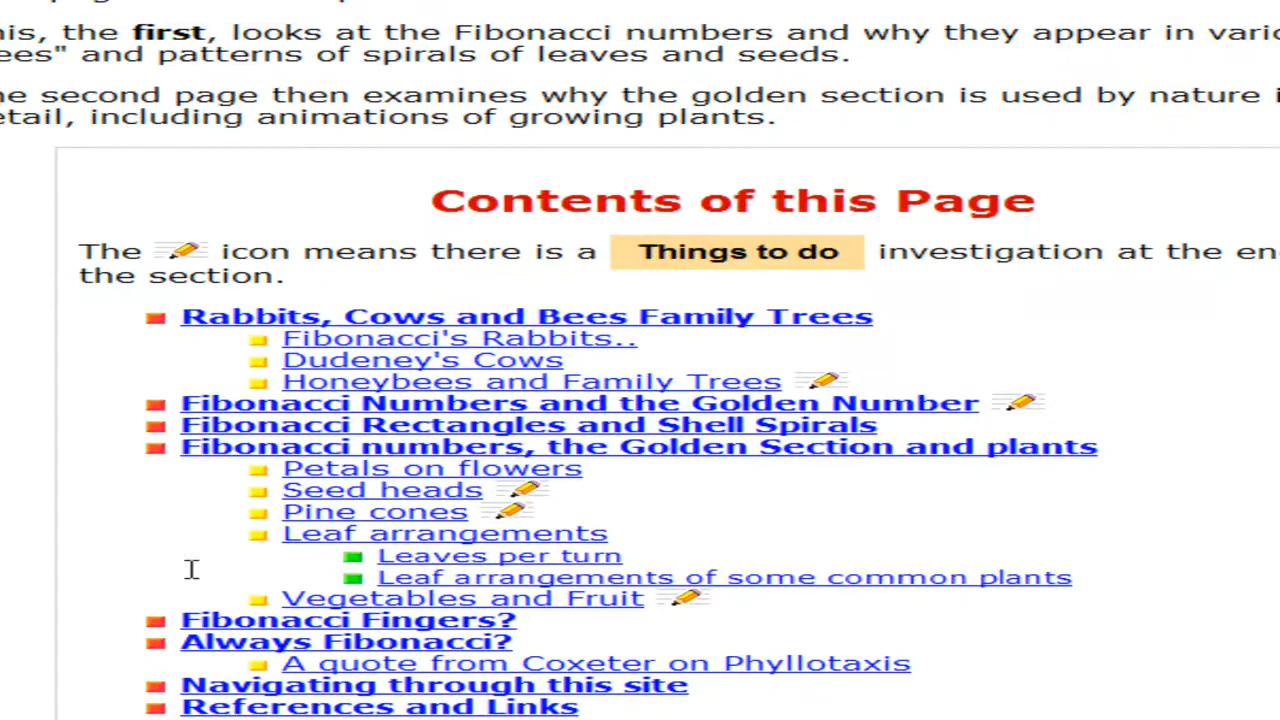 the first, looks at the Fibonacci numbers and why they appear in
and patterns of spirals of leaves and seeds.
second page then examines why the golden section is used by nature
including animations of growing plants.
Contents of this Page
The icon means there is a Things to do investigation at the
the section.
Rabbits, Cows and Bees Family Trees
Fibonacci's Rabbits..
Dudeney's Cows
Honeybees and Family Trees
Fibonacci Numbers and the Golden Number
Fibonacci Rectangles and Shell Spirals
Fibonacci numbers, the Golden Section and plants
Petals on flowers
Seed heads
Pine cones
Leaf arrangements
Leaves per turn
Leaf arrangements of some common plants
Vegetables and Fruit
Fibonacci Fingers?
Always Fibonacci?
A quote from Coxeter on Phyllotaxis
Navigating through this site
References and Links